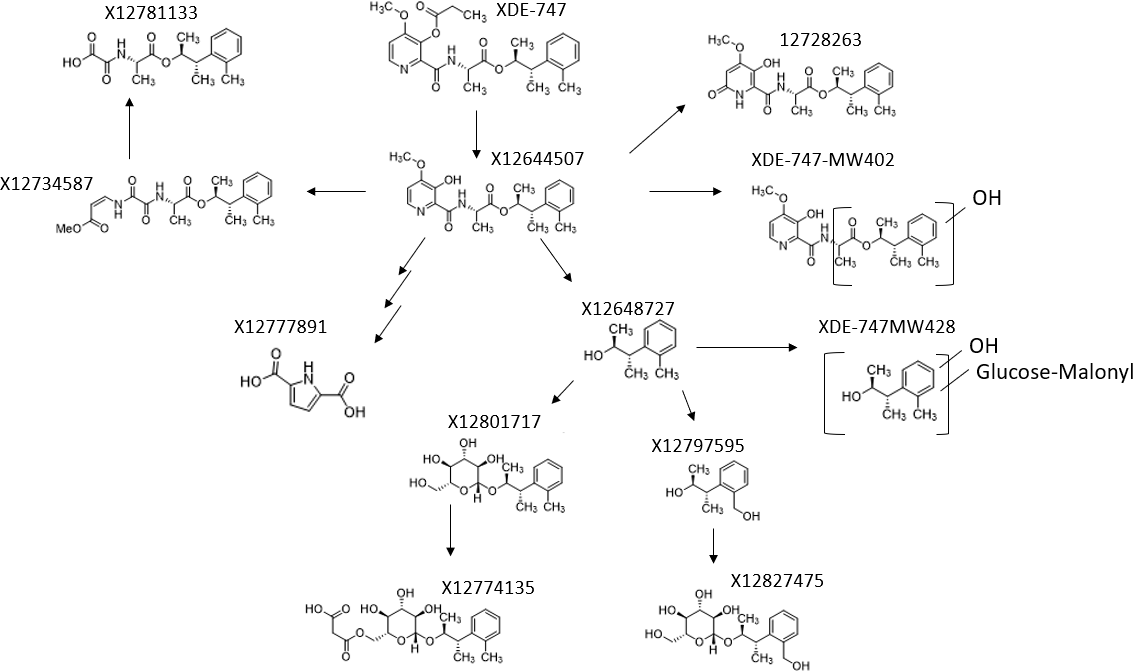 X12781133
XDE-747
12728263
XDE-747-MW402
X12644507
X12734587
OH
X12777891
X12648727
XDE-747MW428
OH
Glucose-Malonyl
X12801717
X12797595
X12774135
X12827475